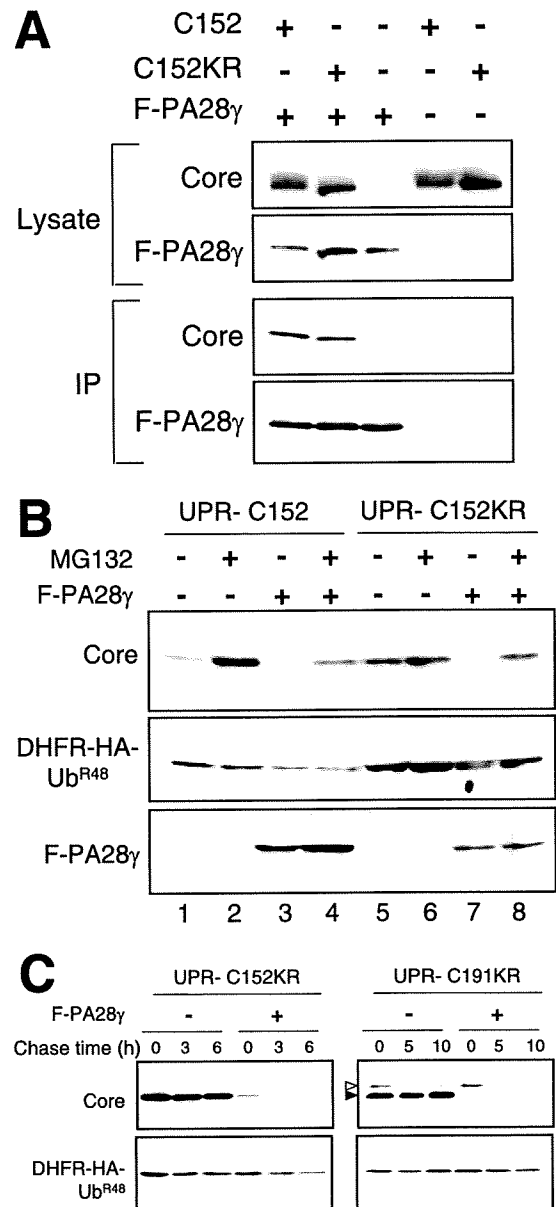 A
C152 + - - + -
C152KR - + - - +
F-PA28γ + + + - -
Lysate
Core
F-PA28γ
IP
Core
F-PA28γ
B
UPR- C152 UPR- C152KR
MG132 - + - + - + - +
F-PA28γ - - + + - - + +
Core
DHFR-HA-
Ub^R48
F-PA28γ
1 2 3 4 5 6 7 8
C
UPR- C152KR UPR- C191KR
F-PA28γ - + - +
Chase time (h) 0 3 6 0 3 6 0 5 10 0 5 10
Core
DHFR-HA-
Ub^R48